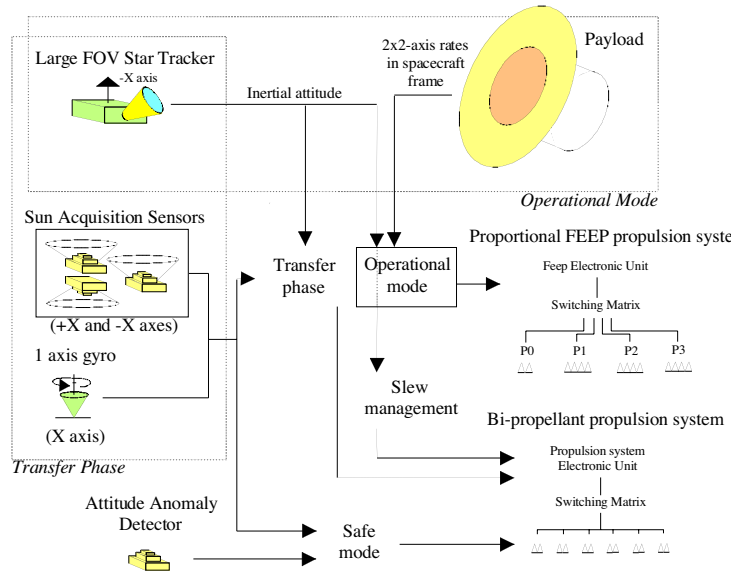 Large FOV Star Tracker
-X axis
Inertial attitude
2x2-axis rates
in spacecraft
frame
Payload
Operational Mode
Sun Acquisition Sensors
(+X and -X axes)
1 axis gyro
(X axis)
Transfer Phase
Transfer
phase
Operational
mode
Proportional FEEP propulsion syste
Feep Electronic Unit
Switching Matrix
P0
P1
P2
P3
Slew
management
Bi-propellant propulsion system
Propulsion system
Electronic Unit
Switching Matrix
Attitude Anomaly
Detector
Safe
mode